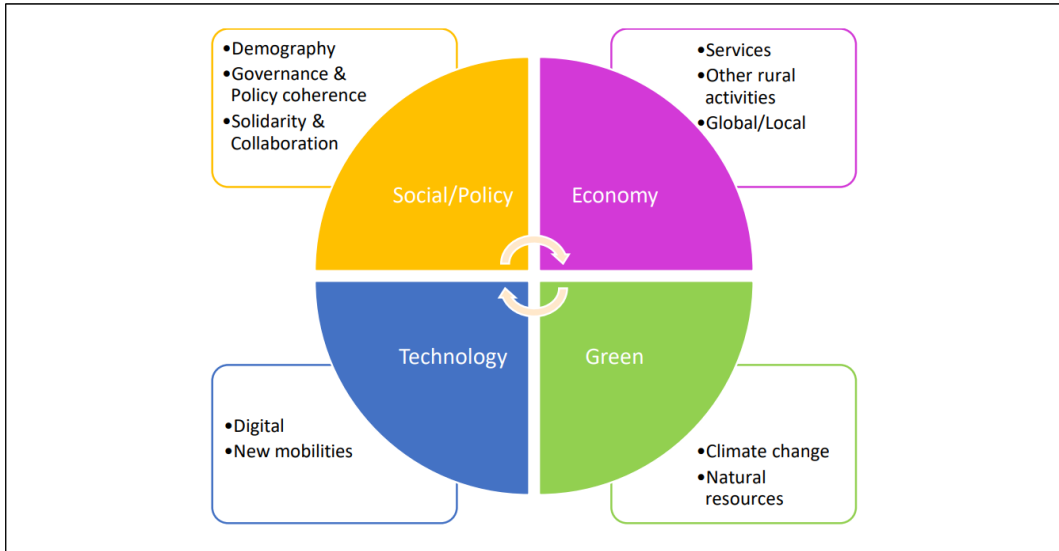 •Demography
•Governance &
Policy coherence
•Solidarity &
Collaboration
•Services
•Other rural
activities
•Global/Local
Social/Policy
Economy
Technology
Green
•Digital
•New mobilities
•Climate change
•Natural
resources